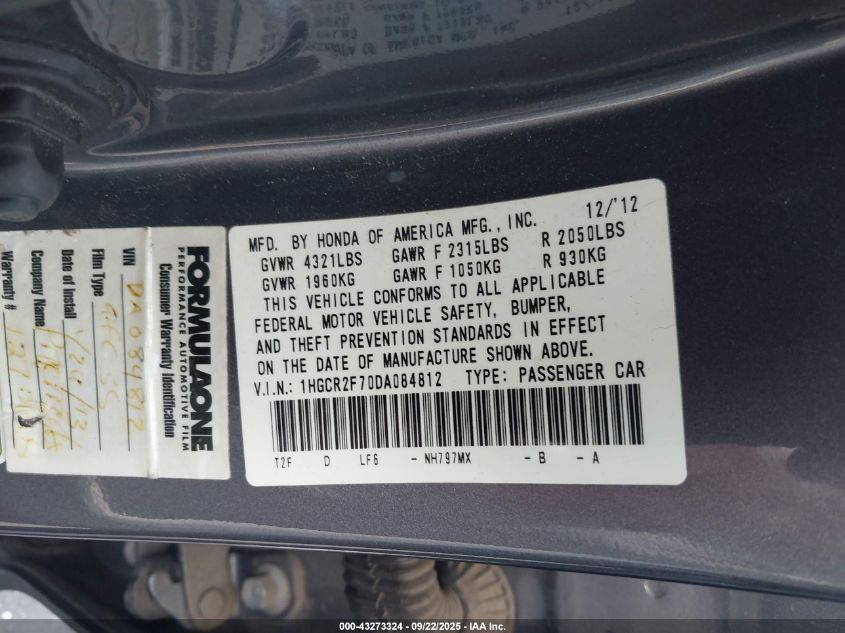 MFD. BY HONDA OF AMERICA MFG., INC. 12/'12
GVWR 4321LBS GAWR F 2315LBS R 2050LBS
GVWR 1960KG GAWR F 1050KG R 930KG
THIS VEHICLE CONFORMS TO ALL APPLICABLE
FEDERAL MOTOR VEHICLE SAFETY, BUMPER,
AND THEFT PREVENTION STANDARDS IN EFFECT
ON THE DATE OF MANUFACTURE SHOWN ABOVE.
V.I.N.: 1HGCR2F70DA084812 TYPE: PASSENGER CAR
T2F D LF6 - NH797MX - B - A
FORMULAONE
PERFORMANCE AUTOMOTIVE FILM
Consumer Warranty Identification
VIN DA084812
Film Type
Date of Install
Company Name
Warranty #
000-43273324 - 09/22/2025 - IAA Inc.